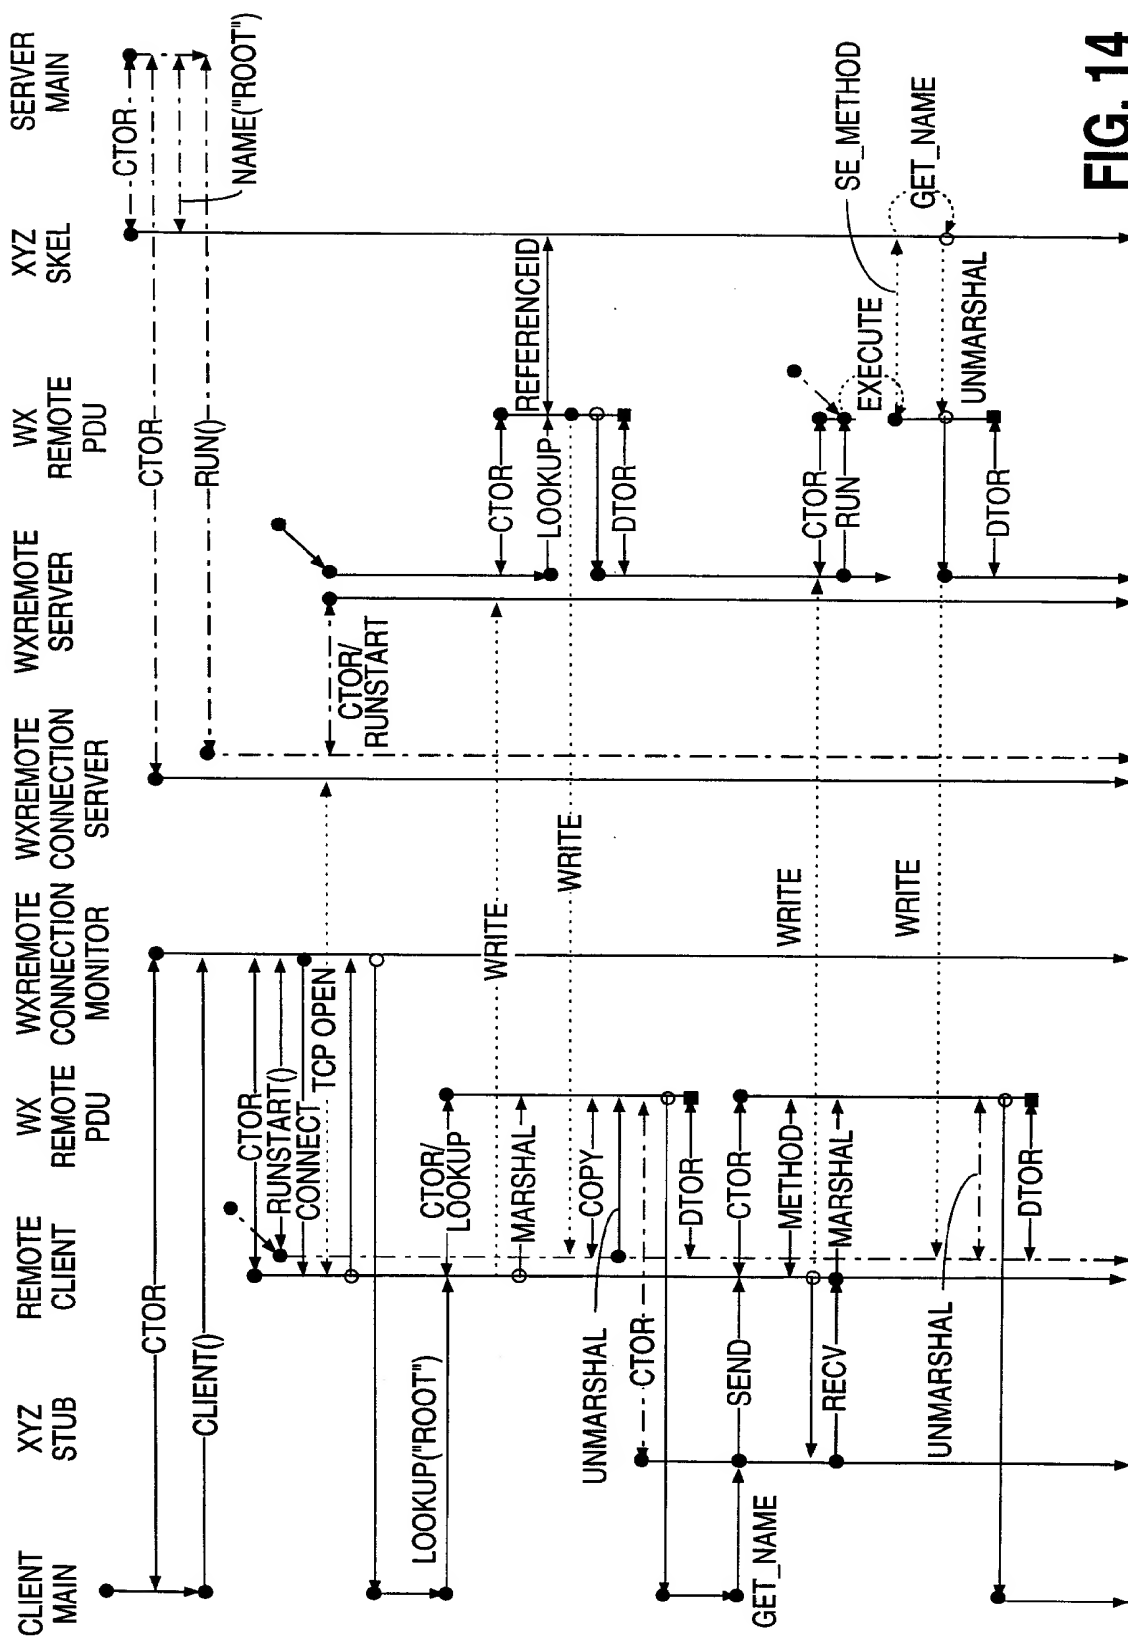 CLIENT
MAIN
XYZ
STUB
REMOTE
CLIENT
WX
REMOTE
PDU
WXREMOTE
CONNECTION
MONITOR
WXREMOTE
CONNECTION
SERVER
WXREMOTE
SERVER
WX
REMOTE
PDU
XYZ
SKEL
SERVER
MAIN
CTOR
CTOR
CTOR
NAME("ROOT")
CLIENT()
RUN()
CTOR
RUNSTART()
CONNECT
TCP OPEN
CTOR/
RUNSTART
LOOKUP("ROOT")
CTOR/
LOOKUP
WRITE
CTOR
MARSHAL
LOOKUP
REFERENCEID
WRITE
COPY
DTOR
UNMARSHAL
CTOR
DTOR
GET_NAME
SEND
CTOR
METHOD
WRITE
CTOR
RUN
EXECUTE
SE_METHOD
RECV
MARSHAL
GET_NAME
WRITE
UNMARSHAL
UNMARSHAL
DTOR
DTOR
FIG. 14